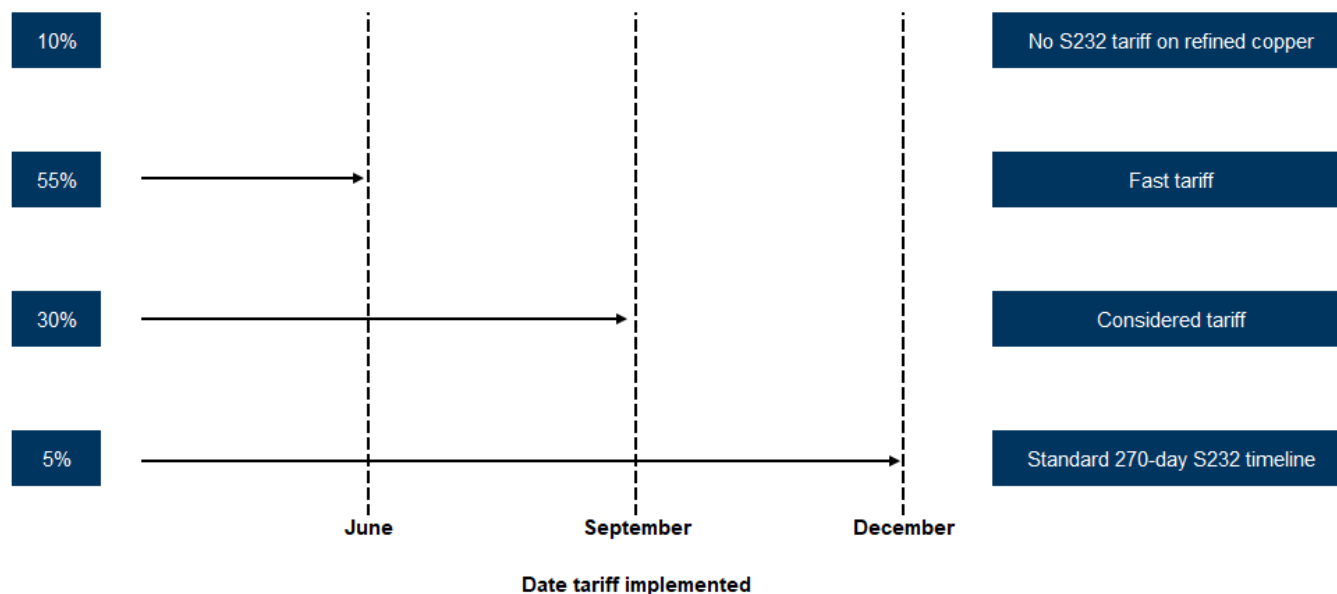 10%
No S232 tariff on refined copper
55%
Fast tariff
30%
Considered tariff
5%
Standard 270-day S232 timeline
June
September
December
Date tariff implemented